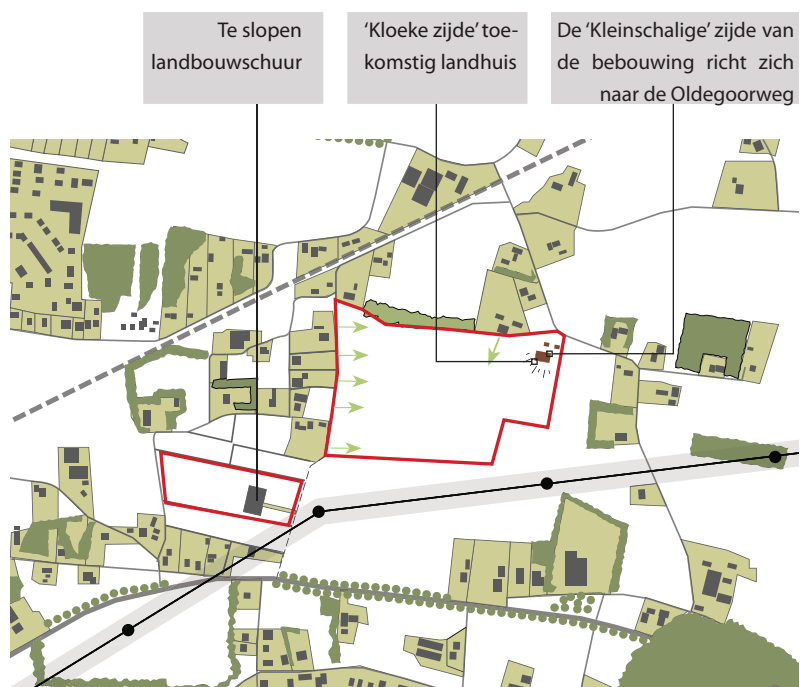 Te slopen
landbouwschuur
‘Kloeke zijde’ toe-
komstig landhuis
De ‘Kleinschalige’ zijde van
de bebouwing richt zich
naar de Oldegoorweg